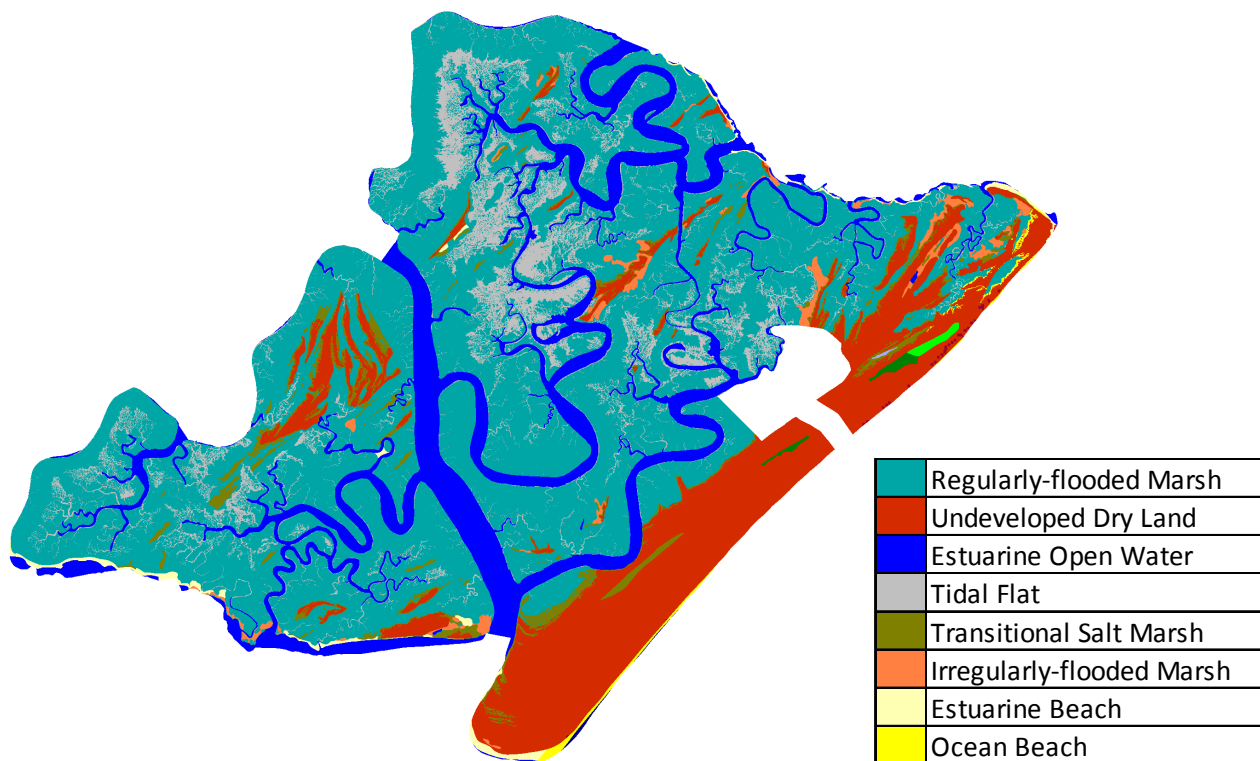 Regularly-flooded Marsh
Undeveloped Dry Land
Estuarine Open Water
Tidal Flat
Transitional Salt Marsh
Irregularly-flooded Marsh
Estuarine Beach
Ocean Beach